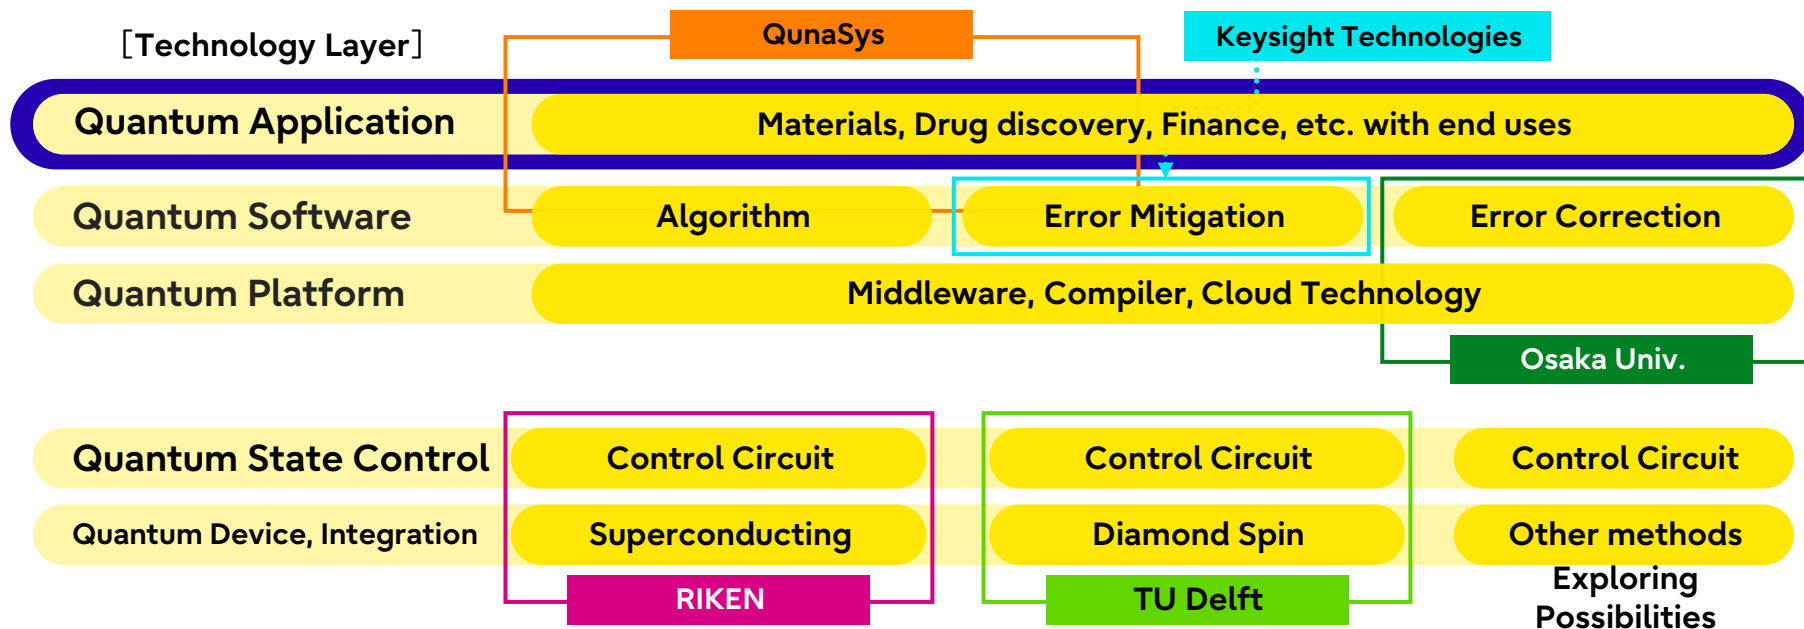 [Technology Layer]
QunaSys
Keysight Technologies
Quantum Application
Materials, Drug discovery, Finance, etc. with end uses
Quantum Software
Algorithm
Error Mitigation
Error Correction
Quantum Platform
Middleware, Compiler, Cloud Technology
Osaka Univ.
Quantum State Control
Control Circuit
Control Circuit
Control Circuit
Quantum Device, Integration
Superconducting
Diamond Spin
Other methods
RIKEN
TU Delft
Exploring
Possibilities